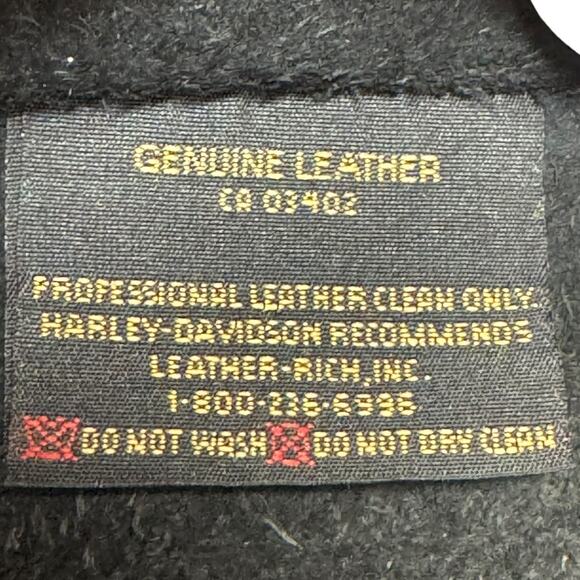 GENUINE LEATHER
CA 03402
PROFESSIONAL LEATHER CLEAN ONLY.
HARLEY-DAVIDSON RECOMMENDS
LEATHER-RICH, INC.
1-800-236-6996
DO NOT WASH DO NOT DRY CLEAN